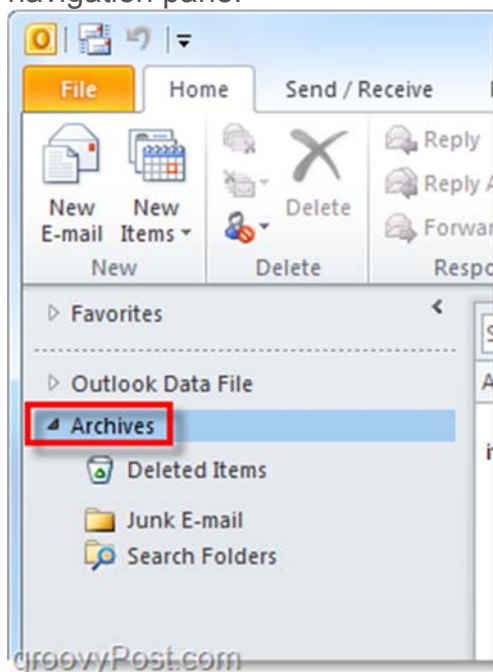 navigation pane.
File Home Send / Receive
Reply
Reply A
Forwar
New E-mail
New Items
Delete
New Delete Respo
Favorites
Outlook Data File
Archives
Deleted Items
Junk E-mail
Search Folders
groovyPost.com